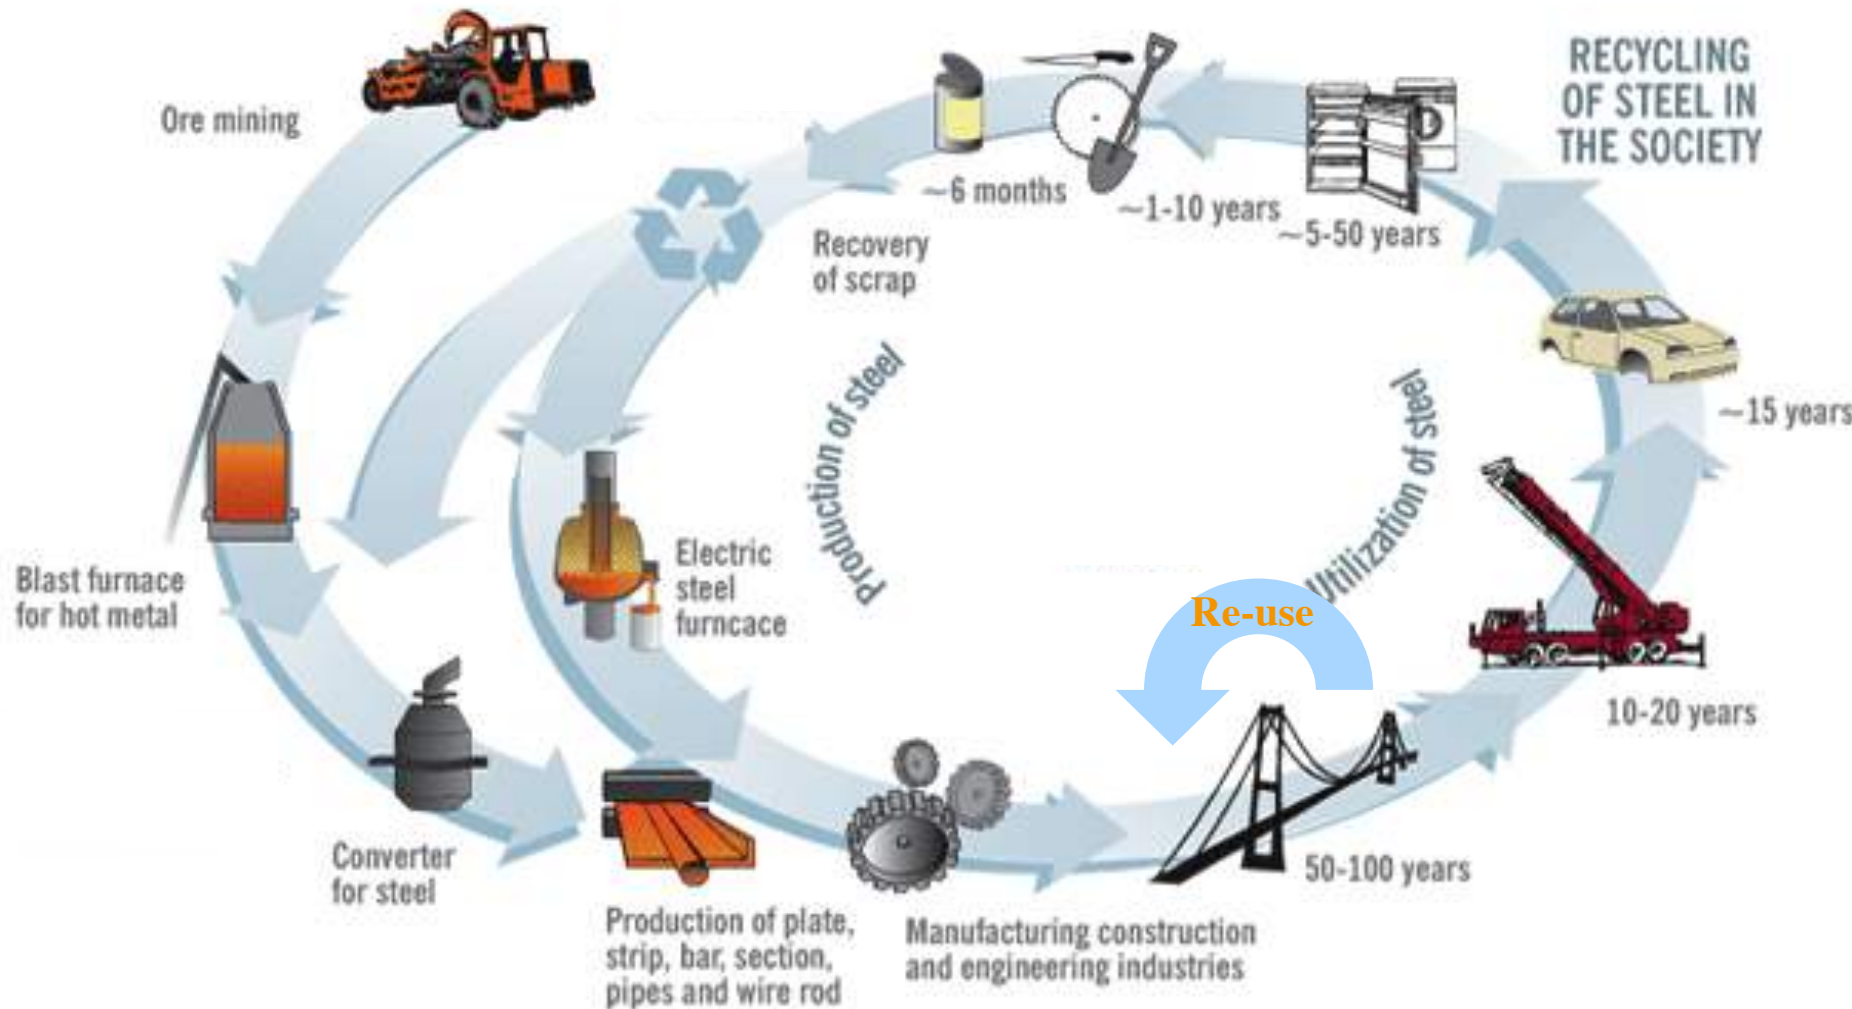 RECYCLING
OF STEEL IN
THE SOCIETY
Ore mining
~6 months
~1-10 years
~5-50 years
Recovery
of scrap
~15 years
Production of steel
Utilization of steel
Blast furnace
for hot metal
Electric
steel
furncace
Re-use
10-20 years
Converter
for steel
50-100 years
Production of plate,
strip, bar, section,
pipes and wire rod
Manufacturing construction
and engineering industries